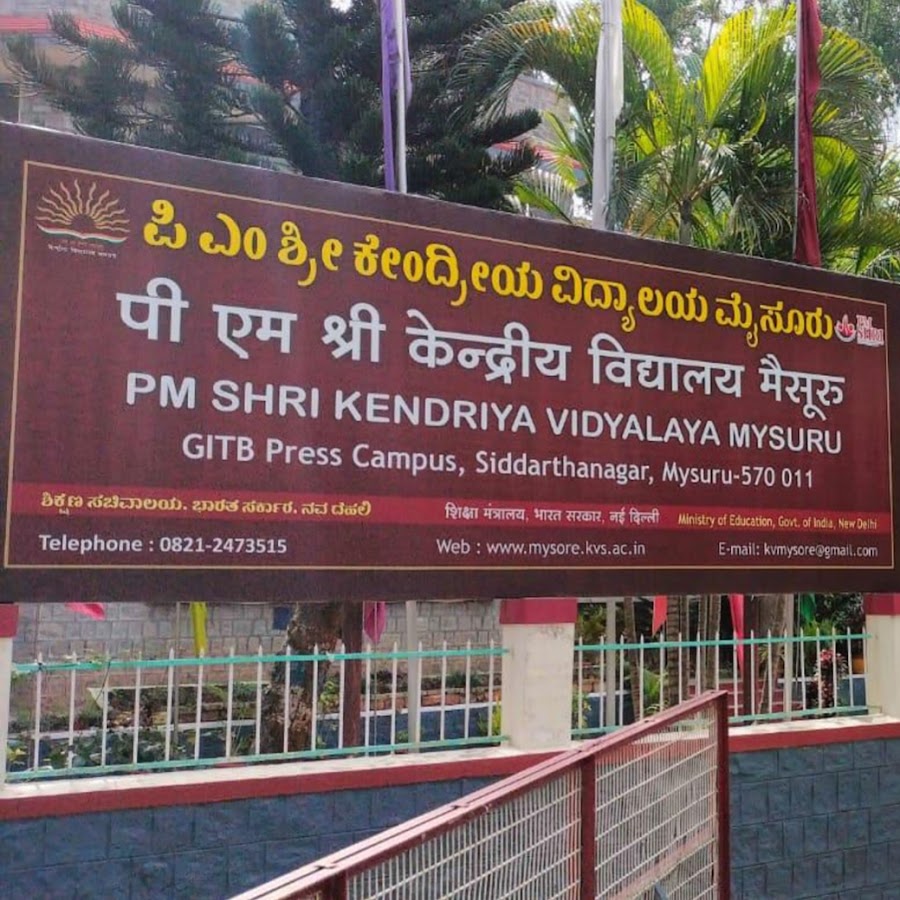 ಪಿ ಎಂ ಶ್ರೀ ಕೇಂದ್ರೀಯ ವಿದ್ಯಾಲಯ ಮೈಸೂರು
पी एम श्री केन्द्रीय विद्यालय मैसूरु
PM SHRI KENDRIYA VIDYALAYA MYSURU
GITB Press Campus, Siddarthanagar, Mysuru-570 011
ಶಿಕ್ಷಣ ಸಚಿವಾಲಯ. ಭಾರತ ಸರ್ಕಾರ. ನವ ದೆಹಲಿ शिक्षा मंत्रालय, भारत सरकार, नई दिल्ली Ministry of Education, Govt. of India, New Delhi
Telephone : 0821-2473515 Web : www.mysore.kvs.ac.in E-mail: kvmysore@gmail.com